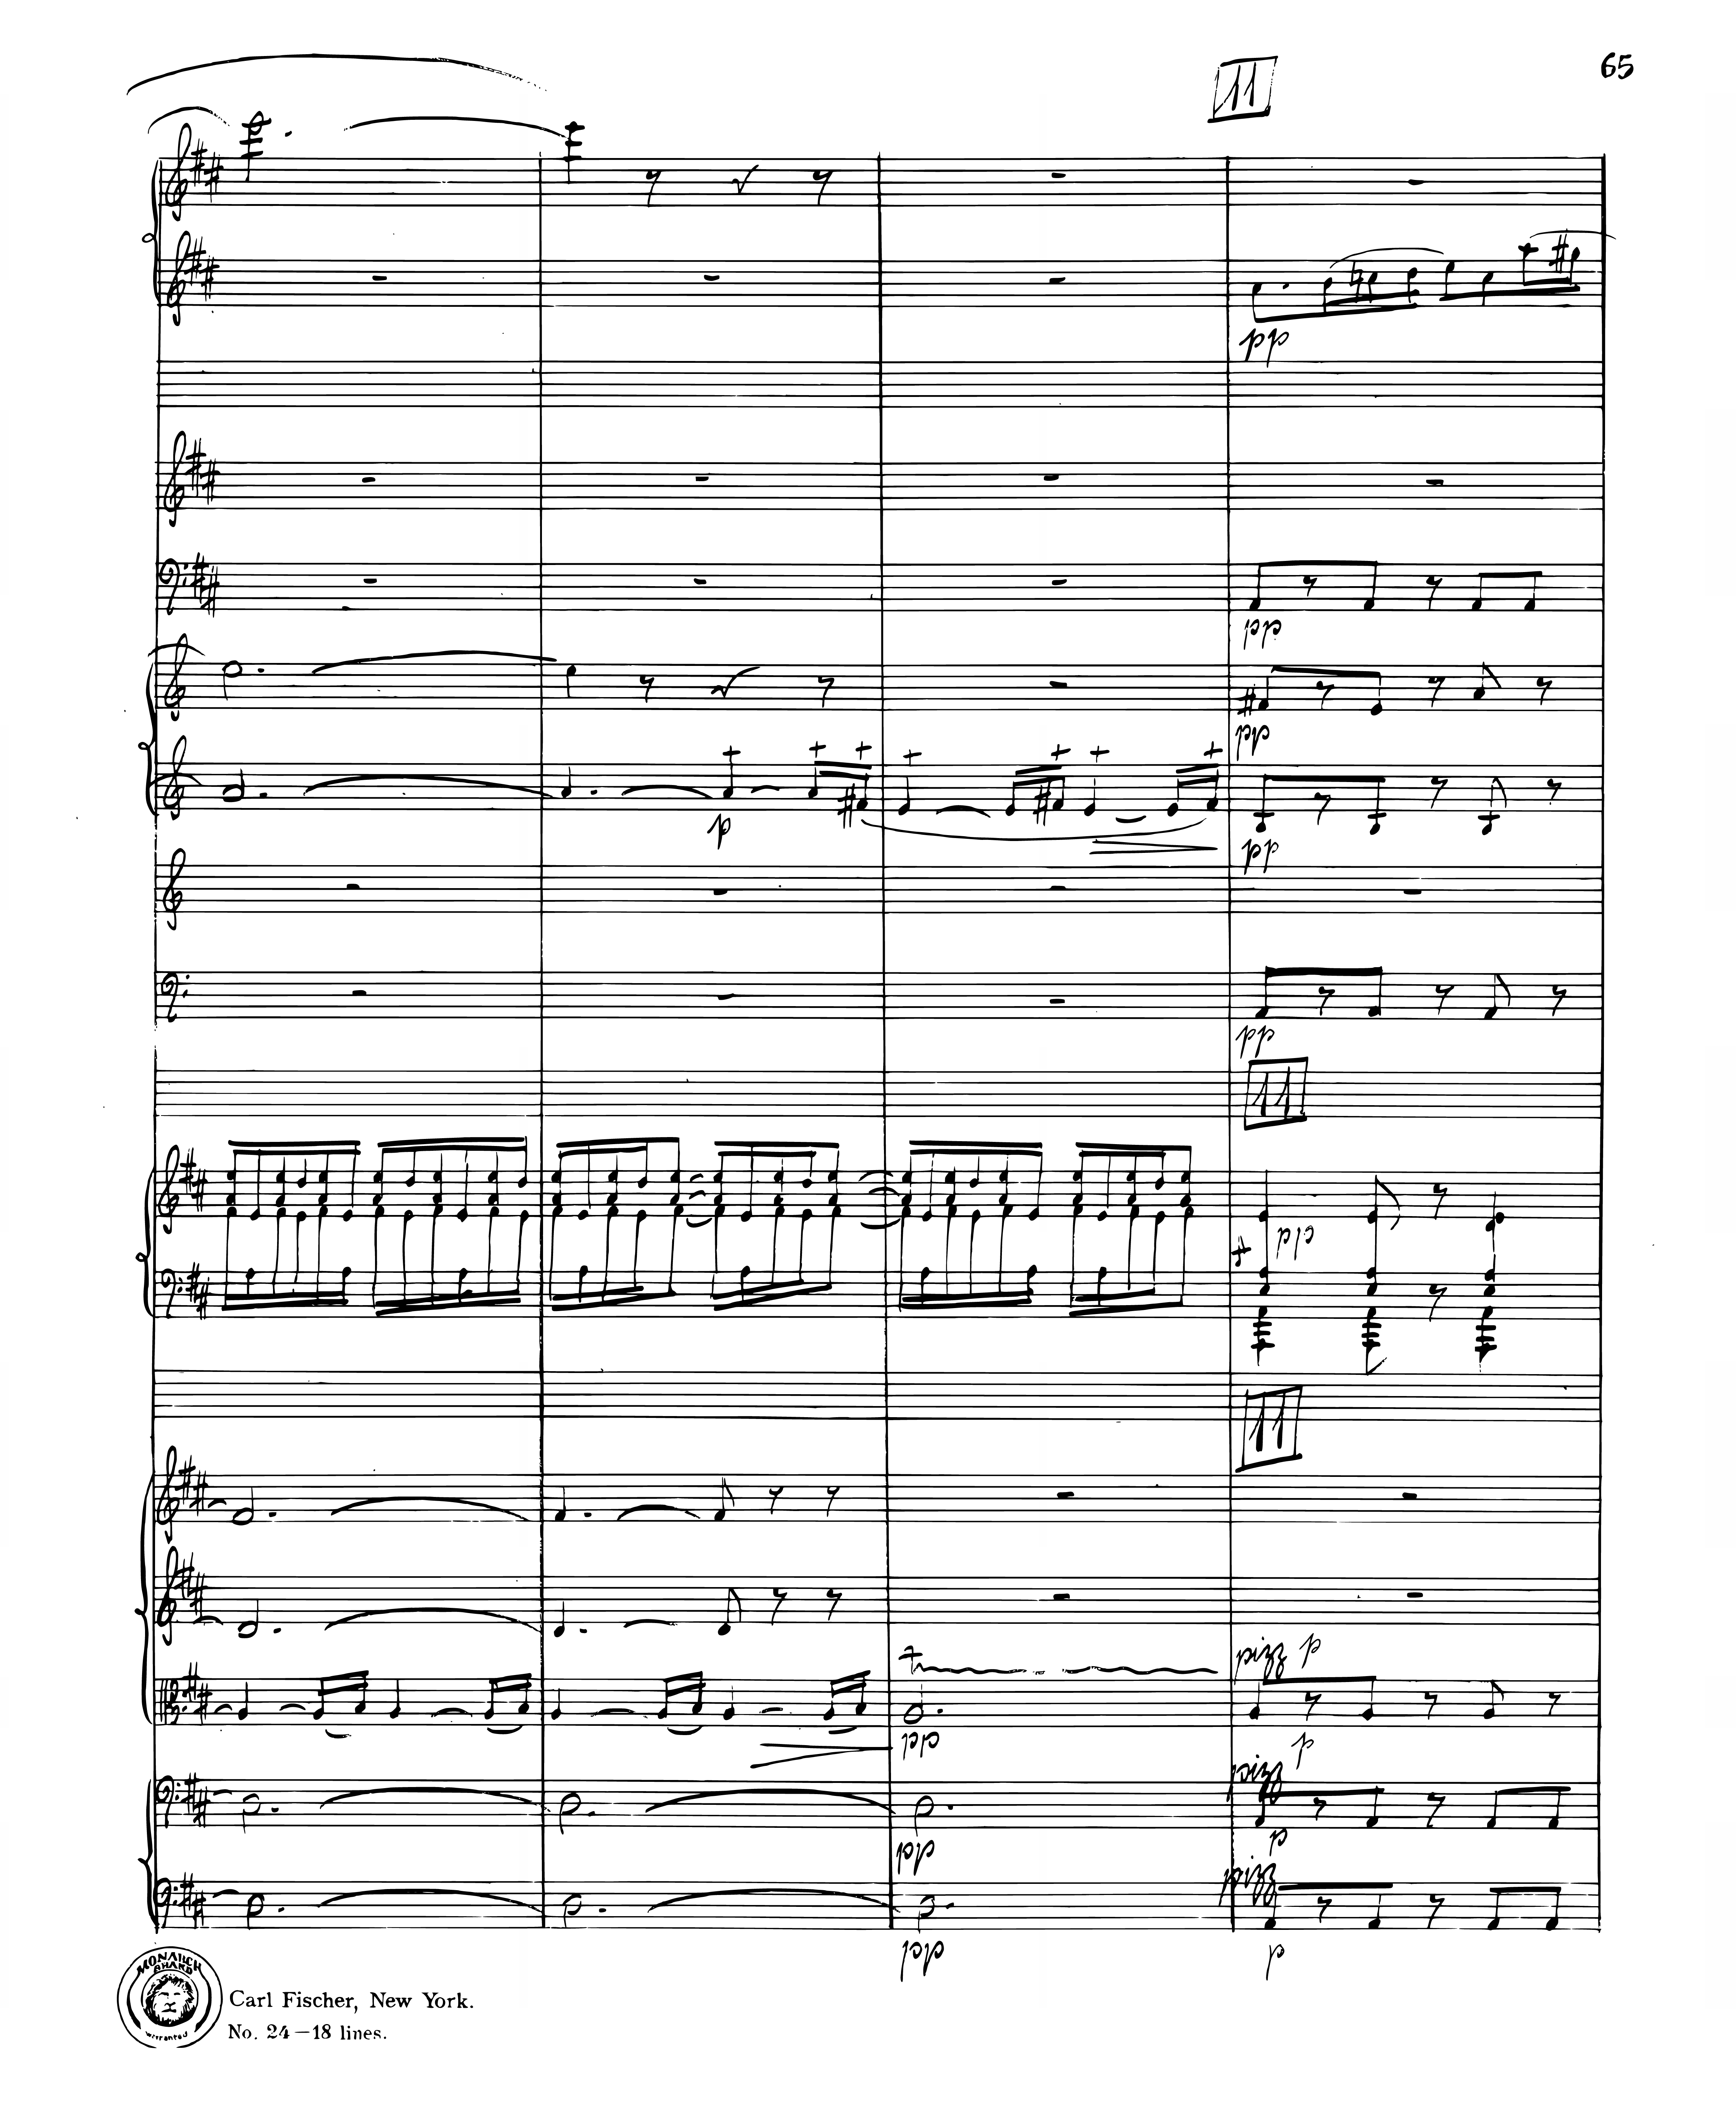 11
65
pp
pp
pp
p
pp
pp
11
pp
11
pizz p
pp
p
pizz
pp
p
pizz
pp
p
MONARCH
BRAND
warranted
Carl Fischer, New York.
No. 24 — 18 lines.